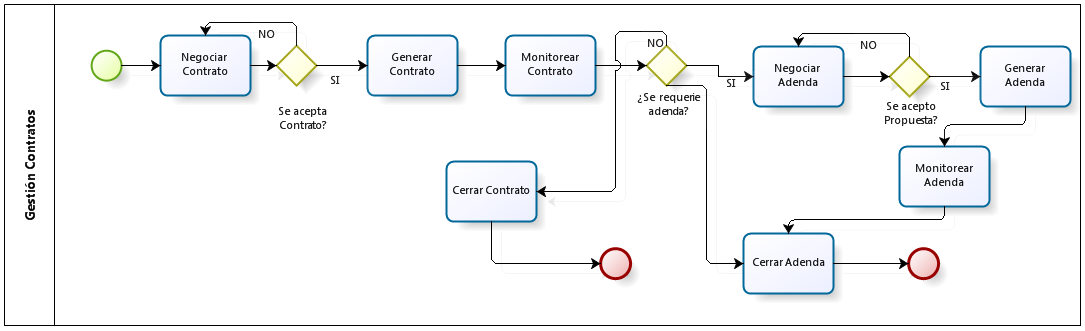 Gestión Contratos
Negociar
Contrato
NO
Se acepta
Contrato?
SI
Generar
Contrato
Monitorear
Contrato
NO
¿Se requerie
adenda?
SI
Negociar
Adenda
NO
Se acepto
Propuesta?
SI
Generar
Adenda
Monitorear
Adenda
Cerrar Contrato
Cerrar Adenda